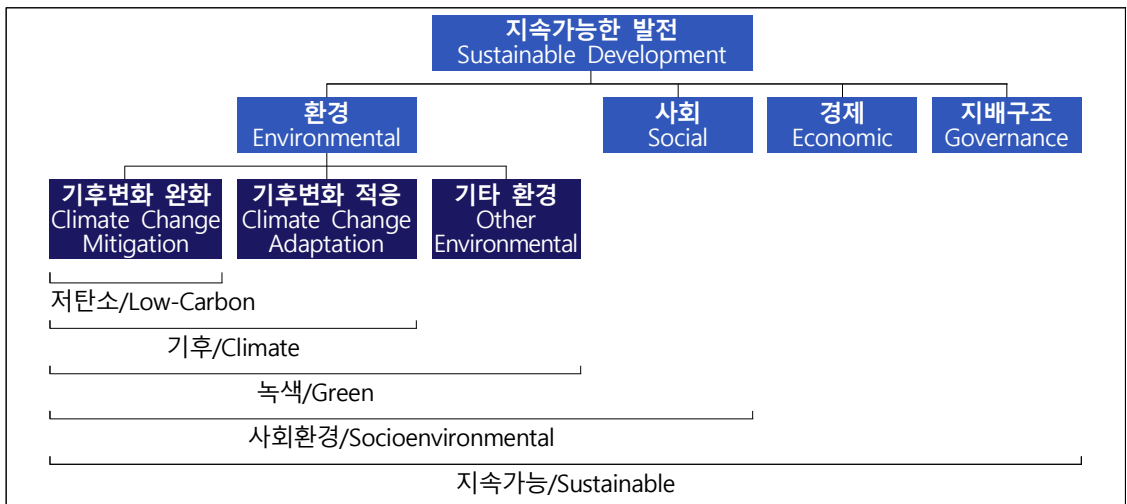 지속가능한 발전
Sustainable Development
환경
Environmental
사회
Social
경제
Economic
지배구조
Governance
기후변화 완화
Climate Change
Mitigation
기후변화 적응
Climate Change
Adaptation
기타 환경
Other
Environmental
저탄소/Low-Carbon
기후/Climate
녹색/Green
사회환경/Socioenvironmental
지속가능/Sustainable